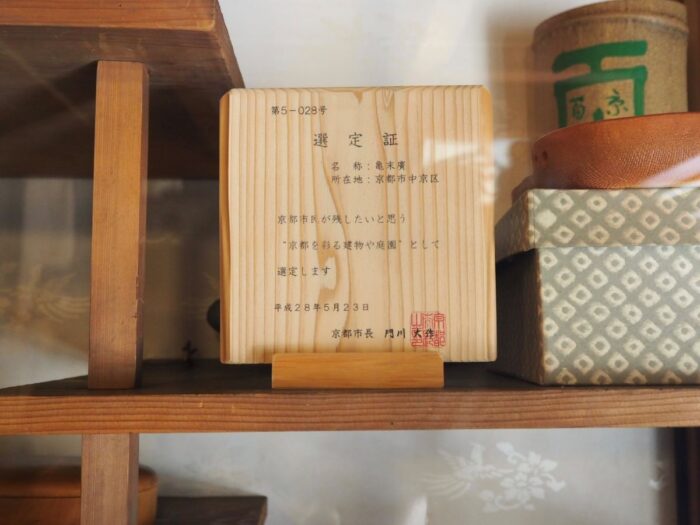 第5-028号
選定証
名 称:亀末廣
所在地:京都市中京区
京都市民が残したいと思う
"京都を彩る建物や庭園"として
選定します
平成28年5月23日
京都市長 門川 大作
京